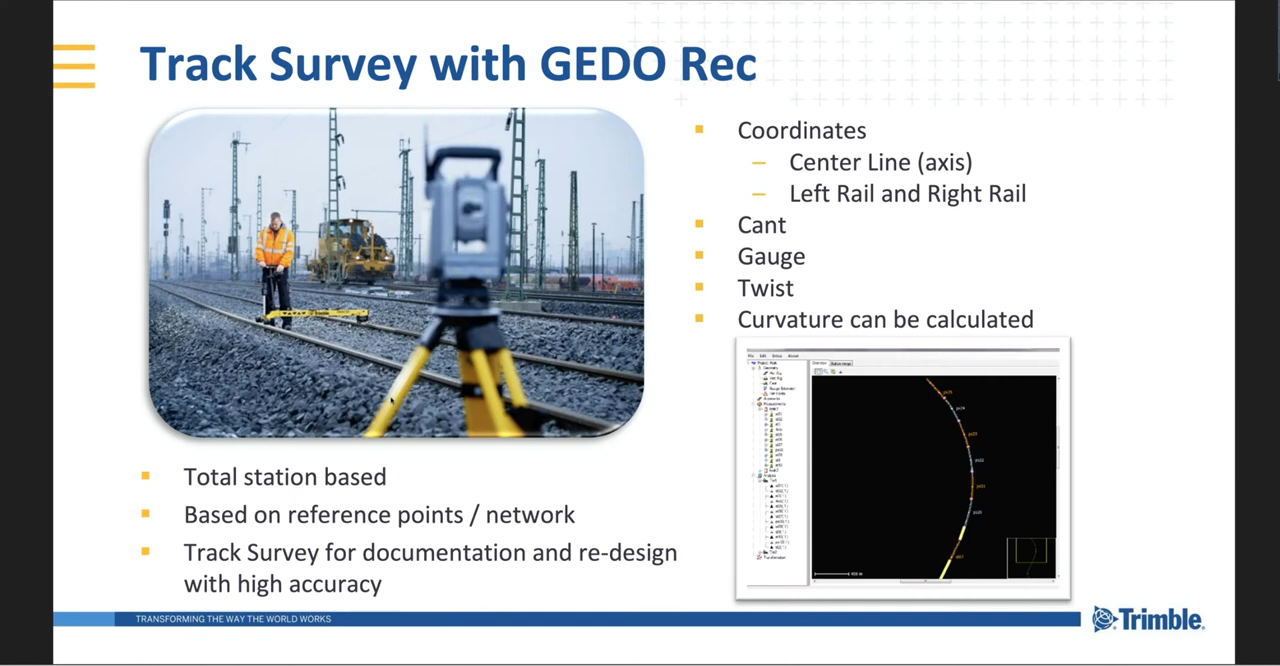 Track Survey with GEDO Rec
Coordinates
– Center Line (axis)
– Left Rail and Right Rail
Cant
Gauge
Twist
Curvature can be calculated
Total station based
Based on reference points / network
Track Survey for documentation and re-design
with high accuracy
TRANSFORMING THE WAY THE WORLD WORKS
Trimble